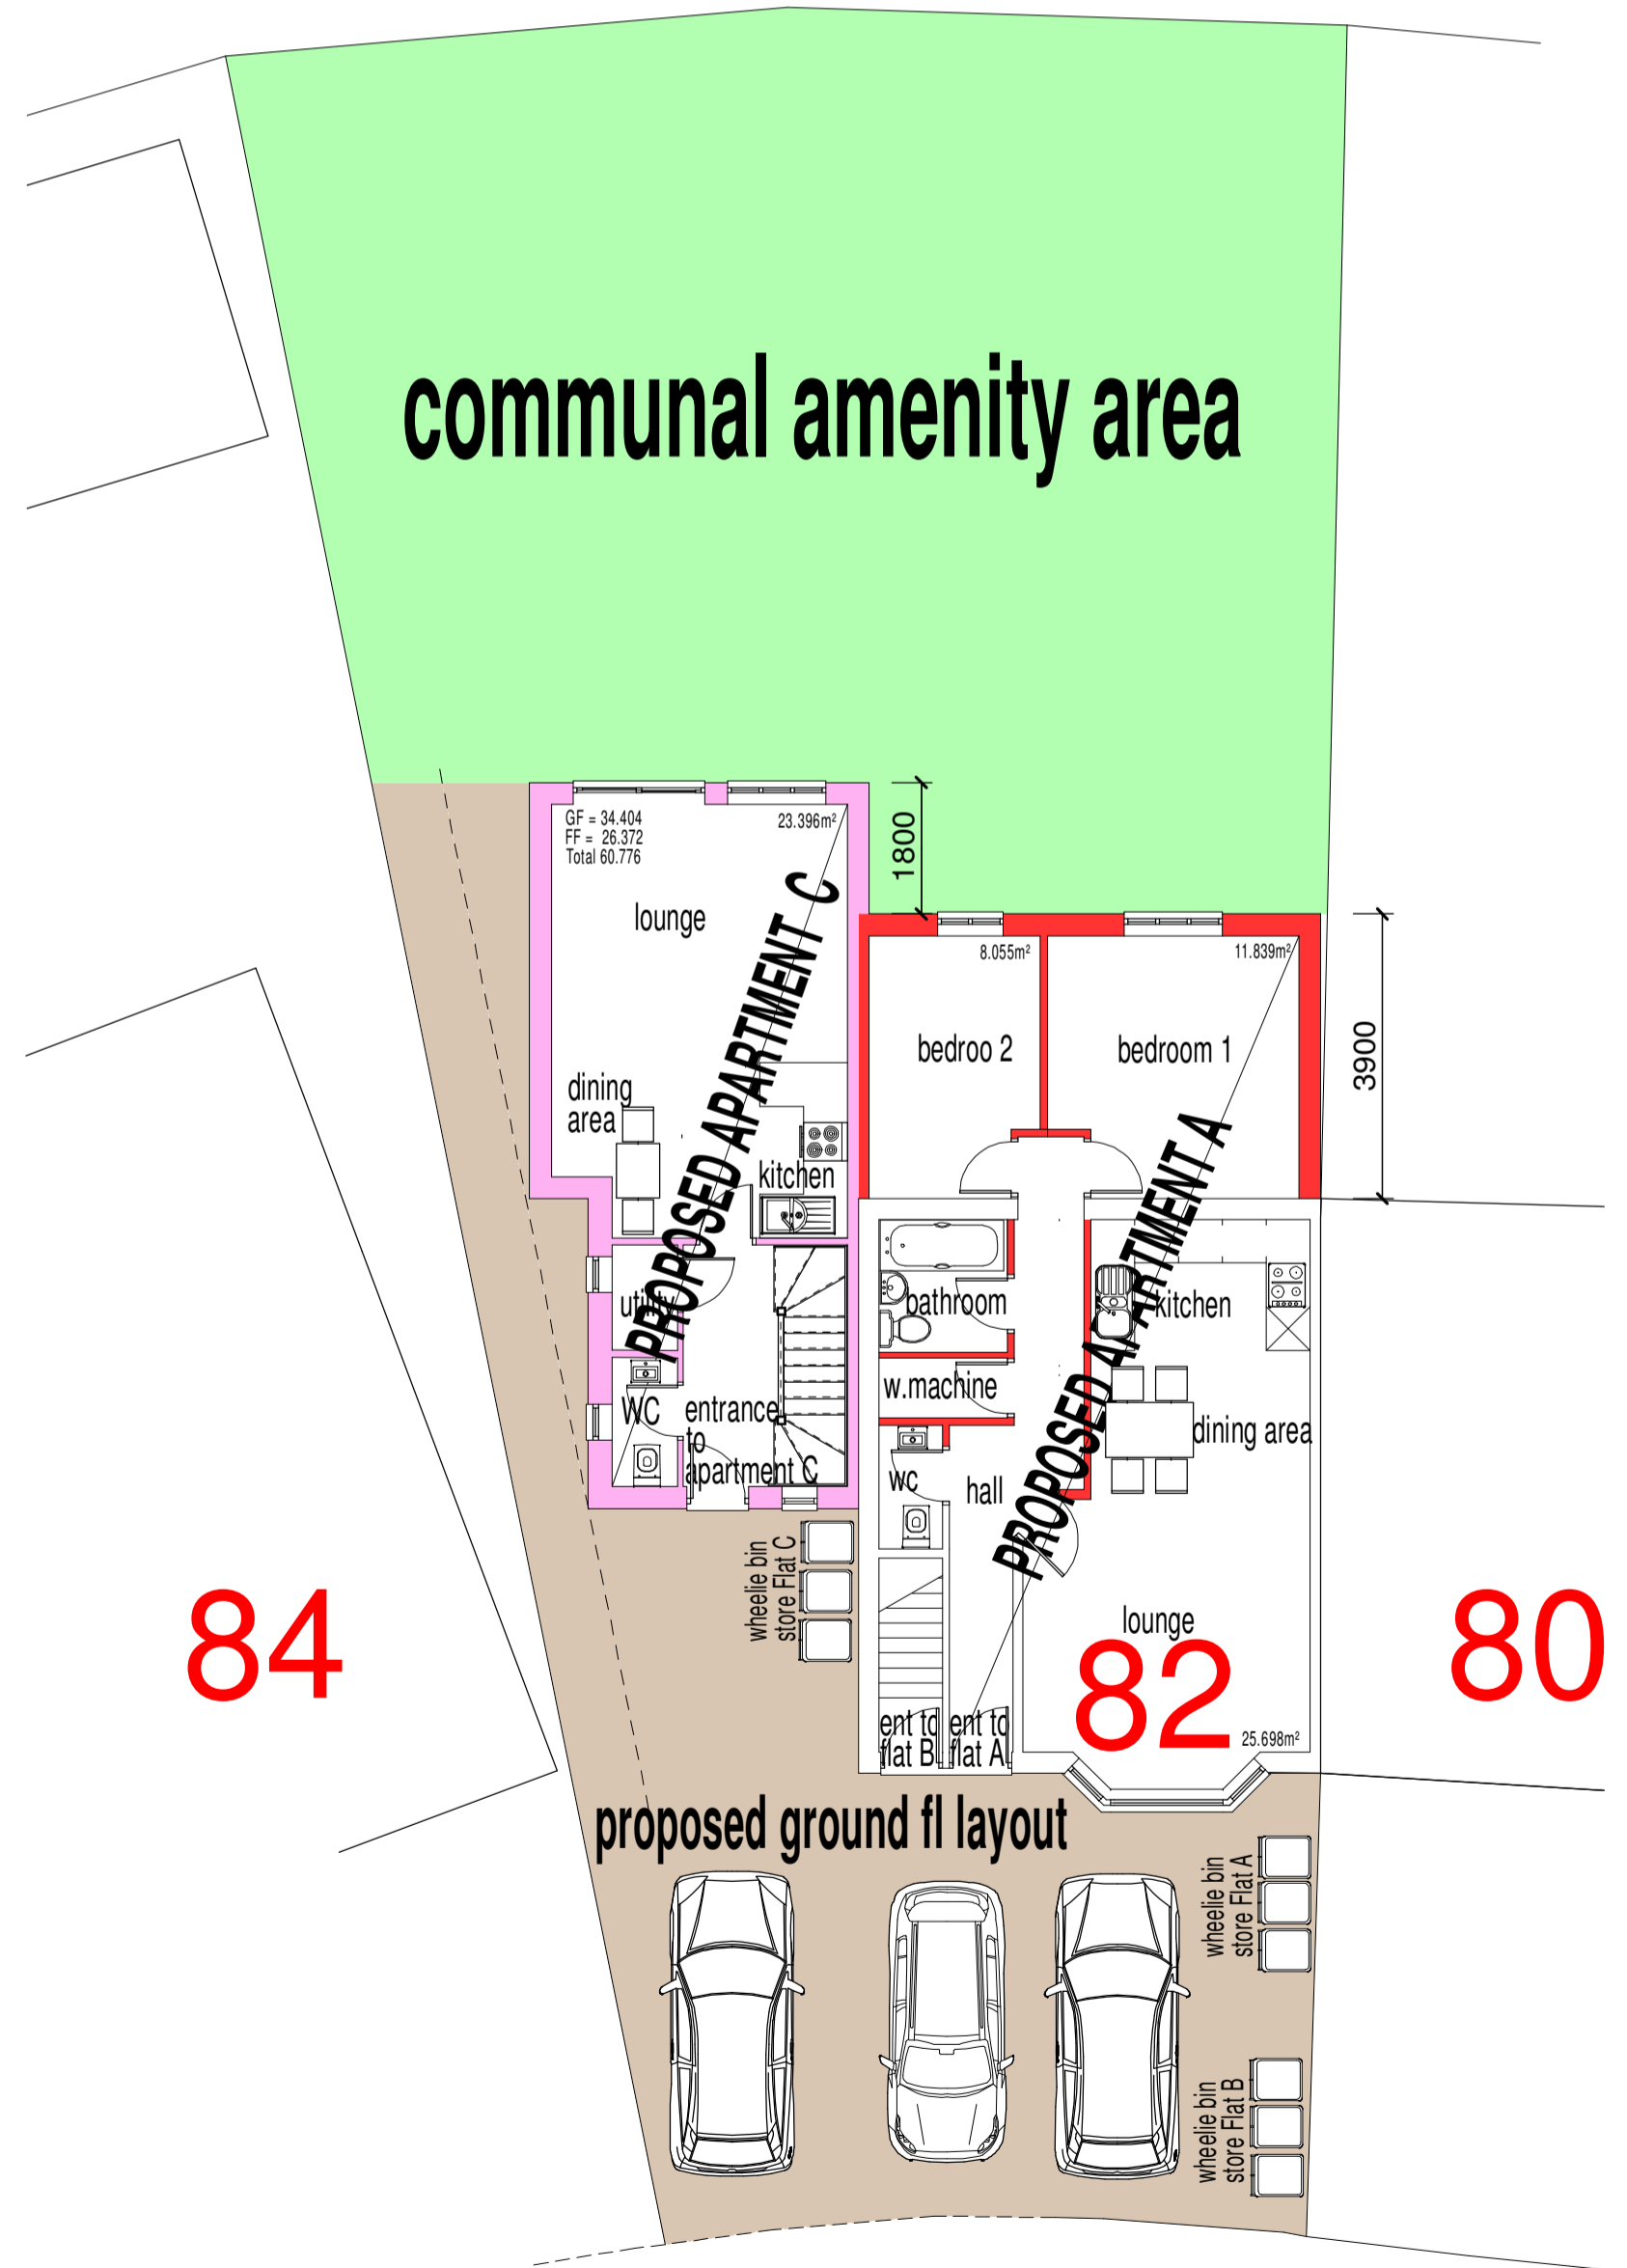 communal amenity area
GF = 34.404
FF = 26.372
Total 60.776
23.396m²
1800
lounge
PROPOSED APARTMENT C
8.055m²
11.839m²
bedroo 2
bedroom 1
3900
dining
area
kitchen
PROPOSED APARTMENT A
utility
bathroom
kitchen
WC
entrance
to
apartment C
w.machine
dining area
wc
hall
wheelie bin
store Flat C
84
lounge
82
80
ent to
flat B
ent to
flat A
25.698m²
proposed ground fl layout
wheelie bin
store Flat A
wheelie bin
store Flat B